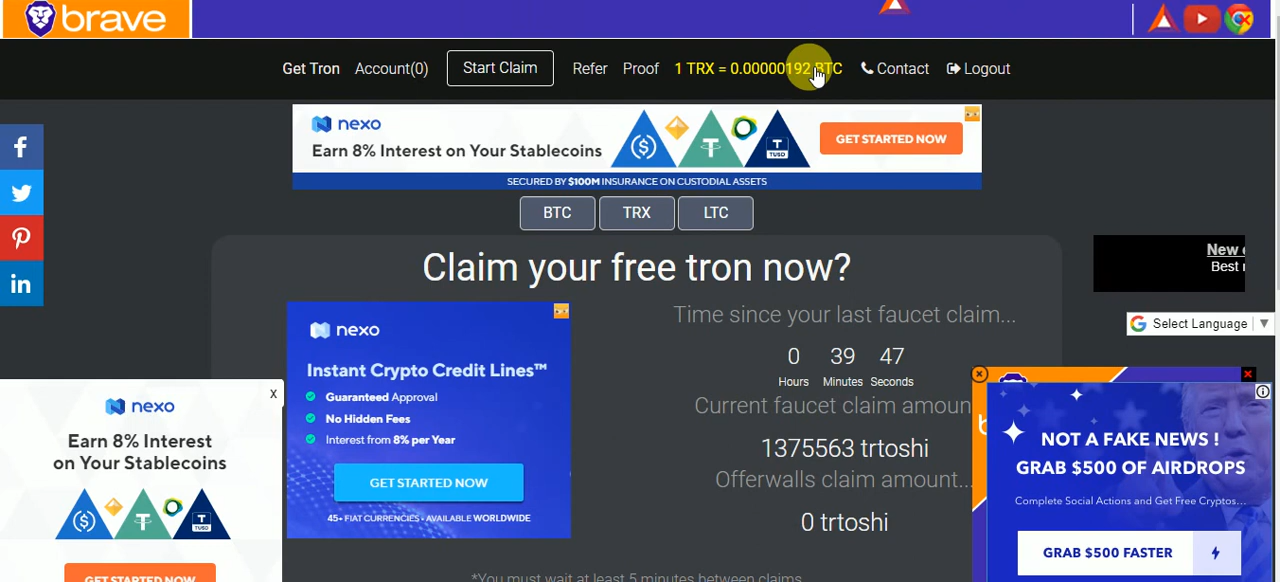 brave
Get Tron
Account(0)
Start Claim
Refer
Proof
1 TRX = 0.00000192 BTC
Contact
Logout
nexo
Earn 8% Interest on Your Stablecoins
GET STARTED NOW
SECURED BY $100M INSURANCE ON CUSTODIAL ASSETS
BTC
TRX
LTC
Claim your free tron now?
New
Best
Select Language
nexo
Instant Crypto Credit Lines™
Guaranteed Approval
No Hidden Fees
Interest from 8% per Year
GET STARTED NOW
45+ FIAT CURRENCIES • AVAILABLE WORLDWIDE
Time since your last faucet claim...
0 39 47
Hours Minutes Seconds
Current faucet claim amoun
1375563 trtoshi
Offerwalls claim amount...
0 trtoshi
x
nexo
Earn 8% Interest
on Your Stablecoins
TUSD
GET STARTED NOW
NOT A FAKE NEWS !
GRAB $500 OF AIRDROPS
Complete Social Actions and Get Free Cryptos...
GRAB $500 FASTER
*You must wait at least 5 minutes between claims